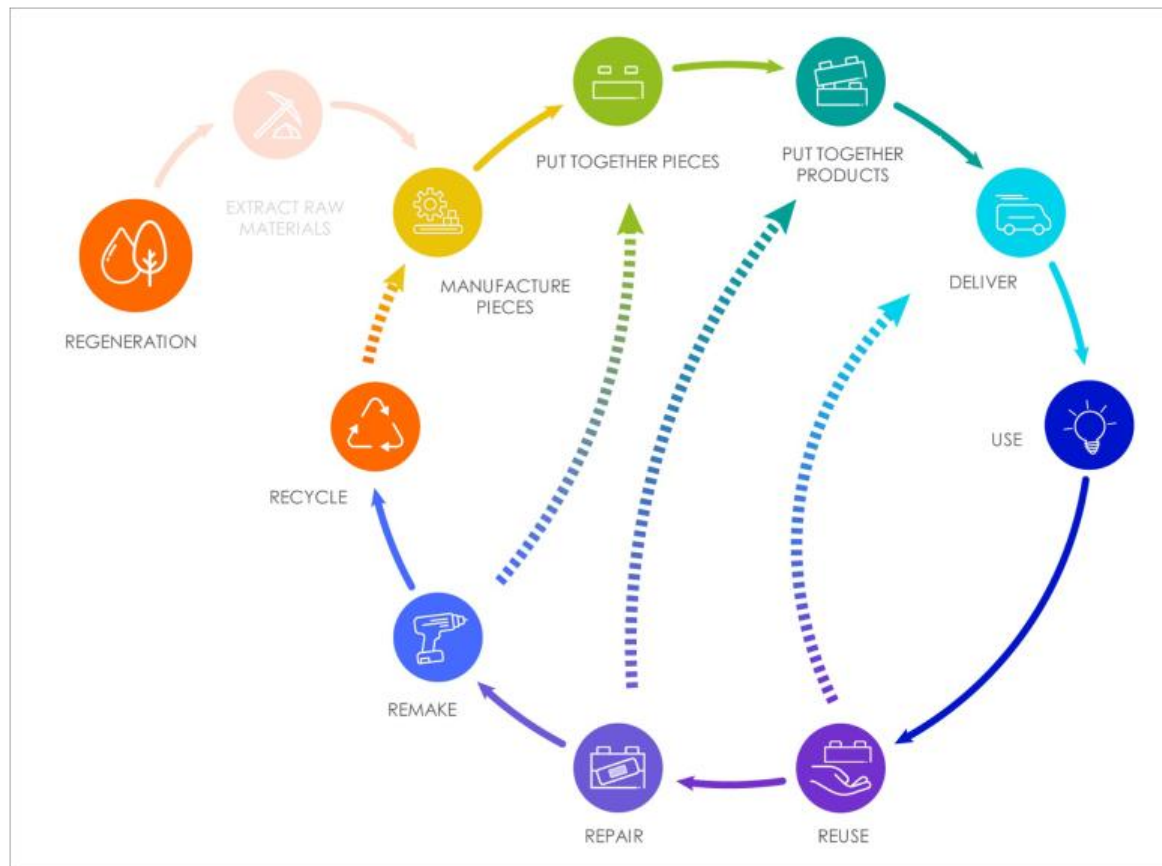 REGENERATION
EXTRACT RAW
MATERIALS
MANUFACTURE
PIECES
PUT TOGETHER PIECES
PUT TOGETHER
PRODUCTS
DELIVER
USE
REUSE
REPAIR
REMAKE
RECYCLE